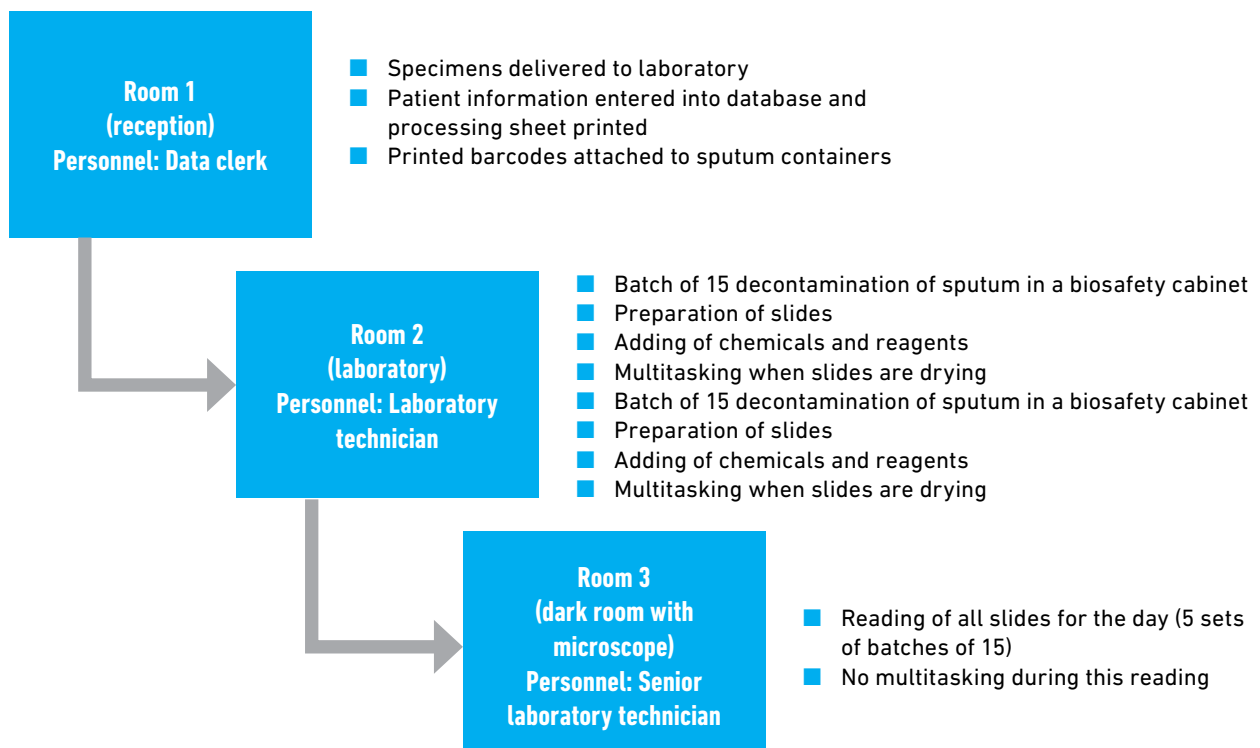 Room 1
(reception)
Personnel: Data clerk
■ Specimens delivered to laboratory
■ Patient information entered into database and
processing sheet printed
■ Printed barcodes attached to sputum containers
Room 2
(laboratory)
Personnel: Laboratory
technician
■ Batch of 15 decontamination of sputum in a biosafety cabinet
■ Preparation of slides
■ Adding of chemicals and reagents
■ Multitasking when slides are drying
■ Batch of 15 decontamination of sputum in a biosafety cabinet
■ Preparation of slides
■ Adding of chemicals and reagents
■ Multitasking when slides are drying
Room 3
(dark room with
microscope)
Personnel: Senior
laboratory technician
■ Reading of all slides for the day (5 sets
of batches of 15)
■ No multitasking during this reading